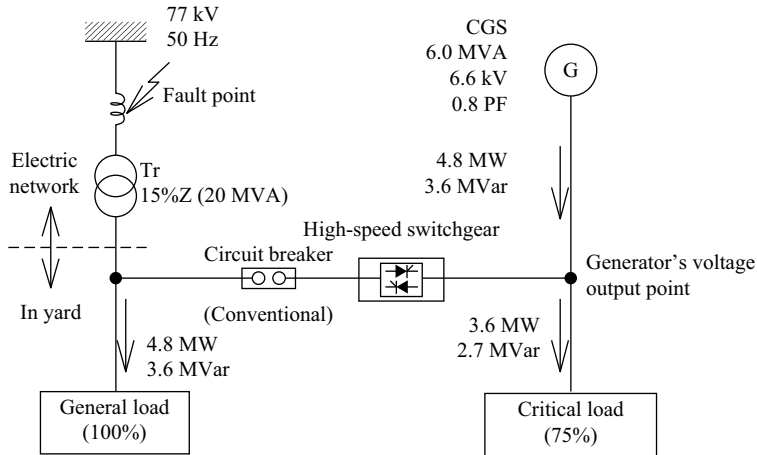 77 kV
50 Hz
Fault point
Electric
network
Tr
15%Z (20 MVA)
In yard
Circuit breaker
(Conventional)
High-speed switchgear
CGS
6.0 MVA
6.6 kV
0.8 PF
G
4.8 MW
3.6 MVar
Generator’s voltage
output point
4.8 MW
3.6 MVar
3.6 MW
2.7 MVar
General load
(100%)
Critical load
(75%)